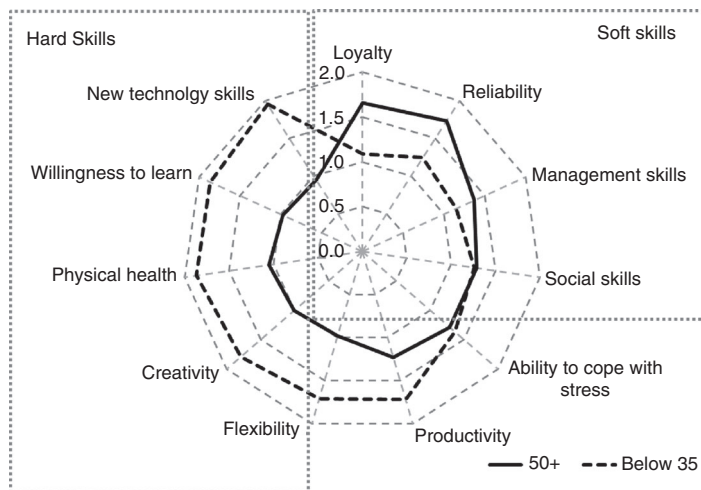 Hard Skills
Soft skills
Loyalty
2.0
New technolgy skills
Reliability
1.5
Willingness to learn
1.0
Management skills
0.5
0.0
Physical health
Social skills
Creativity
Ability to cope with
stress
Flexibility
Productivity
50+
Below 35